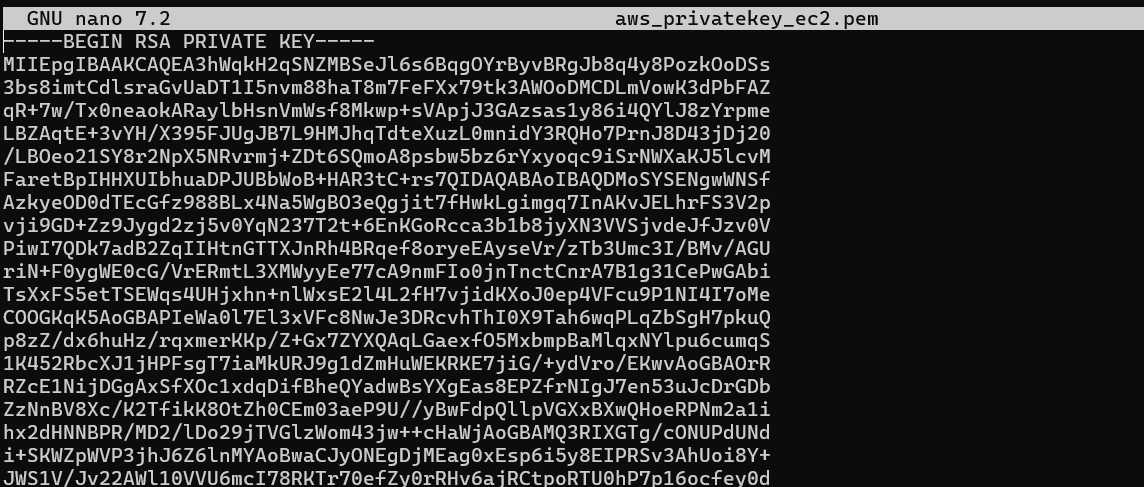 GNU nano 7.2 aws_privatekey_ec2.pem
-----BEGIN RSA PRIVATE KEY-----
MIIEpgIBAAKCAQEA3hWqkH2qSNZMBSeJl6s6BqgOYrByvBRgJb8q4y8PozkOoDSs
3bs8imtCdlsraGvUaDT1I5nvm88haT8m7FeFXx79tk3AWOoDMCDLmVowK3dPbFAZ
qR+7w/Tx0neaokARaylbHsnVmWsf8Mkwp+sVApjJ3GAzsas1y86i4QYlJ8zYrpme
LBZAqtE+3vYH/X395FJUgJB7L9HMJhqTdteXuzL0mnidY3RQHo7PrnJ8D43jDj20
/LBOeo21SY8r2NpX5NRvrmj+ZDt6SQmoA8psbw5bz6rYxyoqc9iSrNWXaKJ5lcvM
FaretBpIHHXUIbhuaDPJUBbWoB+HAR3tC+rs7QIDAQABAoIBAQDMoSYSENgwWNSf
AzkyeOD0dTEcGfz988BLx4Na5WgBO3eQgjit7fHwkLgimgq7InAKvJELhrFS3V2p
vji9GD+Zz9Jygd2zj5v0YqN237T2t+6EnKGoRcca3b1b8jyXN3VVSjvdeJfJzv0V
PiwI7QDk7adB2ZqIIHtnGTTXJnRh4BRqef8oryeEAyseVr/zTb3Umc3I/BMv/AGU
riN+F0ygWE0cG/VrERmtL3XMWyyEe77cA9nmFIo0jnTnctCnrA7B1g31CePwGAbi
TsXxFS5etTSEWqs4UHjxhn+nlWxsE2l4L2fH7vjidKXoJ0ep4VFcu9P1NI4I7oMe
COOGKqK5AoGBAPIeWa0l7El3xVFc8NwJe3DRcvhThI0X9Tah6wqPLqZbSgH7pkuQ
p8zZ/dx6huHz/rqxmerKKp/Z+Gx7ZYXQAqLGaexfO5MxbmpBaMlqxNYlpu6cumqS
1K452RbcXJ1jHPFsgT7iaMkURJ9g1dZmHuWEKRKE7jiG/+ydVro/EKwvAoGBAOrR
RZcE1NijDGgAxSfXOc1xdqDifBheQYadwBsYXgEas8EPZfrNIgJ7en53uJcDrGDb
ZzNnBV8Xc/K2TfikK8OtZh0CEm03aeP9U//yBwFdpQllpVGXxBXwQHoeRPNm2a1i
hx2dHNNBPR/MD2/lDo29jTVGlzWom43jw++cHaWjAoGBAMQ3RIXGTg/cONUPdUNd
i+SKWZpWVP3jhJ6Z6lnMYAoBwaCJyONEgDjMEag0xEsp6i5y8EIPRSv3AhUoi8Y+
JWS1V/Jv22AWl10VVU6mcI78RKTr70efZy0rRHv6ajRCtpoRTU0hP7p16ocfey0d